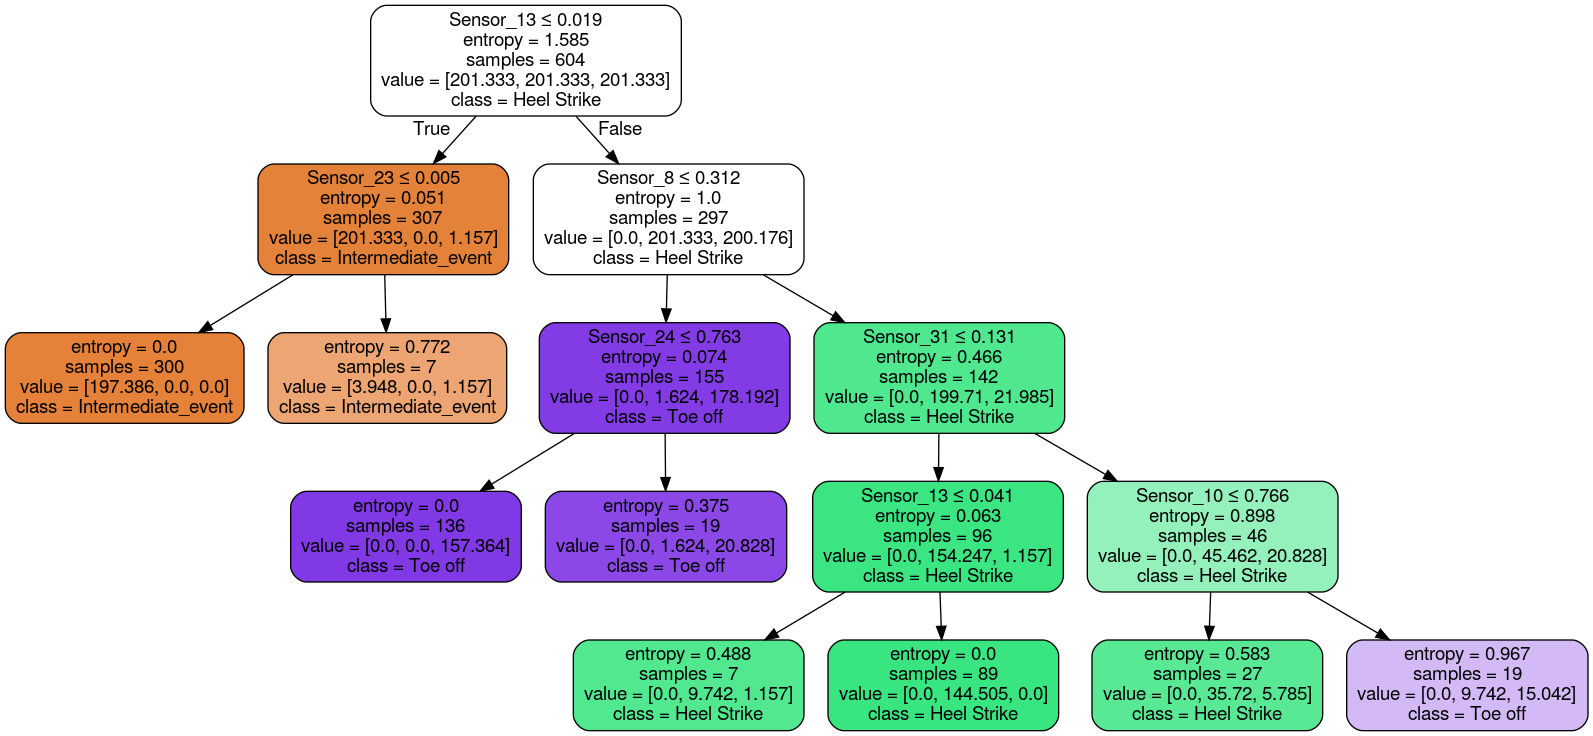 Sensor_13 ≤ 0.019
entropy = 1.585
samples = 604
value = [201.333, 201.333, 201.333]
class = Heel Strike
True
False
Sensor_23 ≤ 0.005
entropy = 0.051
samples = 307
value = [201.333, 0.0, 1.157]
class = Intermediate_event
Sensor_8 ≤ 0.312
entropy = 1.0
samples = 297
value = [0.0, 201.333, 200.176]
class = Heel Strike
entropy = 0.0
samples = 300
value = [197.386, 0.0, 0.0]
class = Intermediate_event
entropy = 0.772
samples = 7
value = [3.948, 0.0, 1.157]
class = Intermediate_event
Sensor_24 ≤ 0.763
entropy = 0.074
samples = 155
value = [0.0, 1.624, 178.192]
class = Toe off
Sensor_31 ≤ 0.131
entropy = 0.466
samples = 142
value = [0.0, 199.71, 21.985]
class = Heel Strike
entropy = 0.0
samples = 136
value = [0.0, 0.0, 157.364]
class = Toe off
entropy = 0.375
samples = 19
value = [0.0, 1.624, 20.828]
class = Toe off
Sensor_13 ≤ 0.041
entropy = 0.063
samples = 96
value = [0.0, 154.247, 1.157]
class = Heel Strike
Sensor_10 ≤ 0.766
entropy = 0.898
samples = 46
value = [0.0, 45.462, 20.828]
class = Heel Strike
entropy = 0.488
samples = 7
value = [0.0, 9.742, 1.157]
class = Heel Strike
entropy = 0.0
samples = 89
value = [0.0, 144.505, 0.0]
class = Heel Strike
entropy = 0.583
samples = 27
value = [0.0, 35.72, 5.785]
class = Heel Strike
entropy = 0.967
samples = 19
value = [0.0, 9.742, 15.042]
class = Toe off